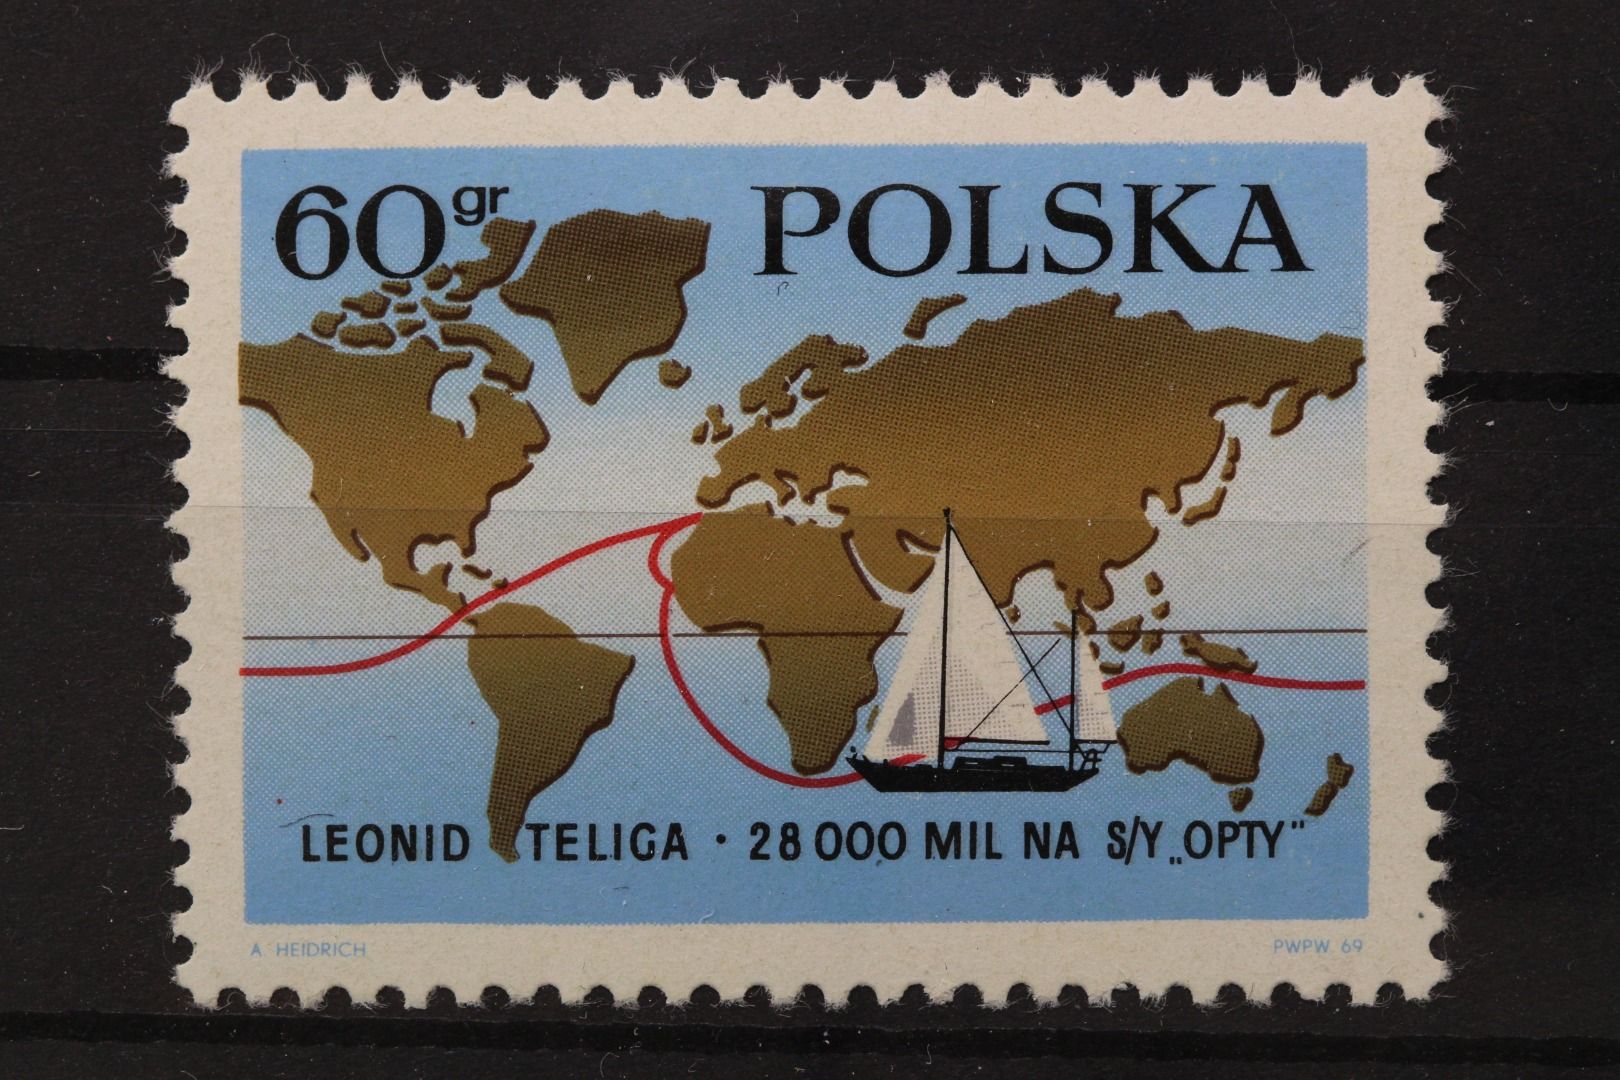 60gr POLSKA
LEONID TELIGA · 28 000 MIL NA S/Y „OPTY”
A. HEIDRICH PWPW. 69